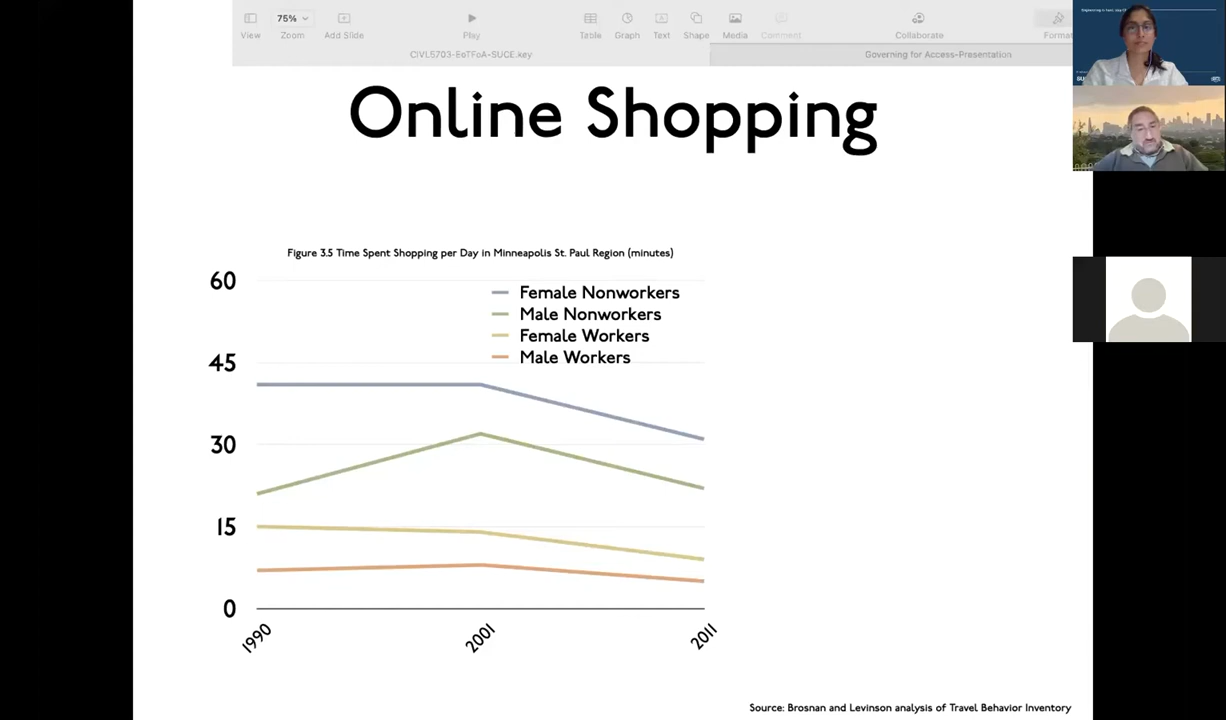 75%
View
Zoom
Add Slide
Play
Table
Graph
Text
Shape
Media
Comment
Collaborate
Format
CIVL5703-EoTFoA-SUCE.key
Governing for Access-Presentation
Online Shopping
Figure 3.5 Time Spent Shopping per Day in Minneapolis St. Paul Region (minutes)
60
45
30
15
0
Female Nonworkers
Male Nonworkers
Female Workers
Male Workers
1990
2001
2011
Source: Brosnan and Levinson analysis of Travel Behavior Inventory